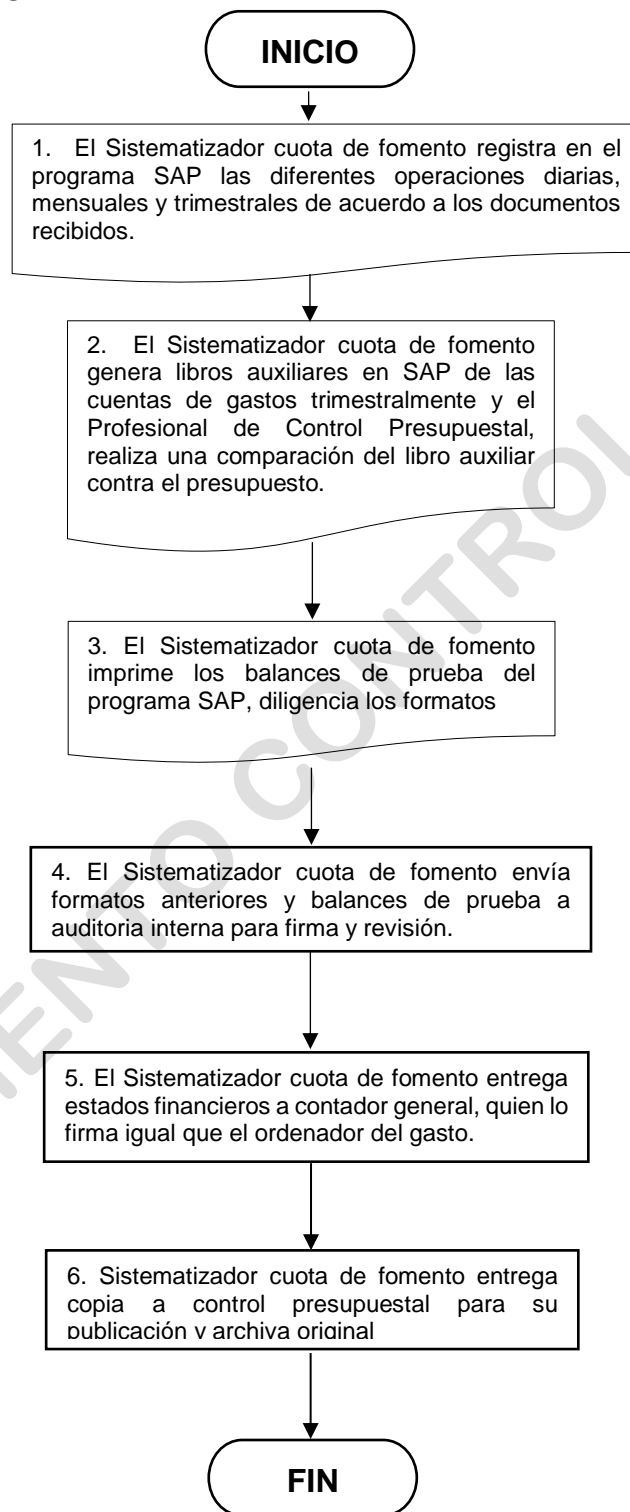 INICIO
1. El Sistematizador cuota de fomento registra en el
programa SAP las diferentes operaciones diarias,
mensuales y trimestrales de acuerdo a los documentos
recibidos.
2. El Sistematizador cuota de fomento
genera libros auxiliares en SAP de las
cuentas de gastos trimestralmente y el
Profesional de Control Presupuestal,
realiza una comparación del libro auxiliar
contra el presupuesto.
3. El Sistematizador cuota de fomento
imprime los balances de prueba del
programa SAP, diligencia los formatos
4. El Sistematizador cuota de fomento envía
formatos anteriores y balances de prueba a
auditoria interna para firma y revisión.
5. El Sistematizador cuota de fomento entrega
estados financieros a contador general, quien lo
firma igual que el ordenador del gasto.
6. Sistematizador cuota de fomento entrega
copia a control presupuestal para su
publicación y archiva original
FIN
MENTO CONTROL